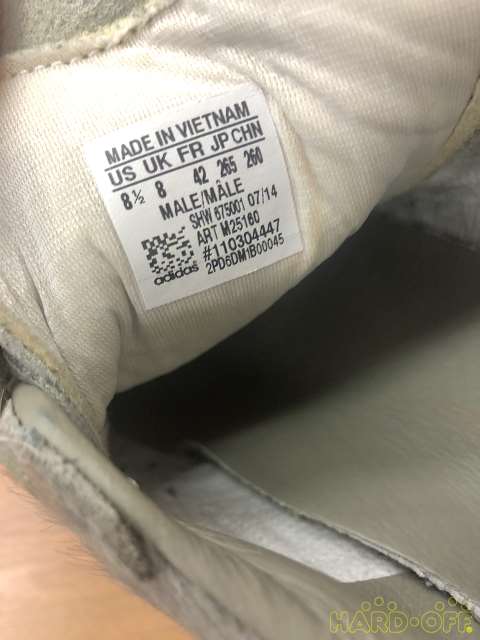 MADE IN VIETNAM
US UK FR JP CHN
8½ 8 42 265 260
MALE/MÂLE
SHW 675001 07/14
ART M25160
#110304447
adidas 2PD6DM1B00045
HARD-OFF